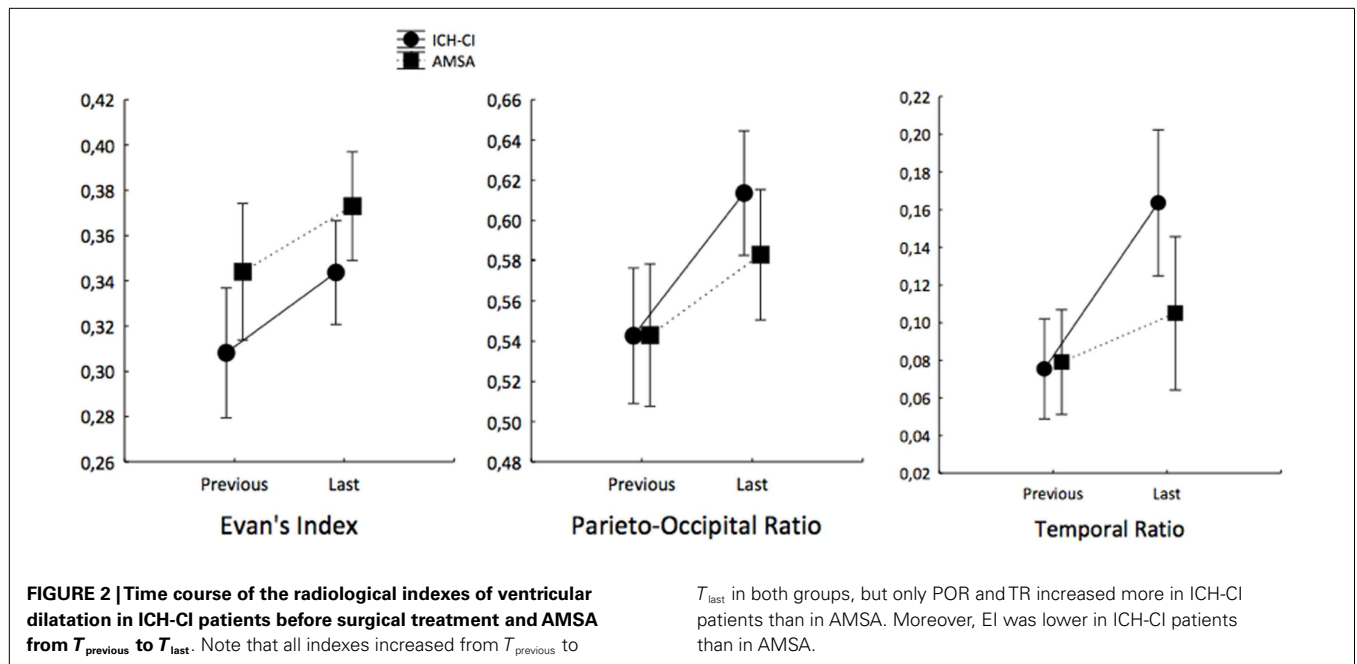 ICH-CI
AMSA
0,42
0,40
0,38
0,36
0,34
0,32
0,30
0,28
0,26
Previous Last
Evan's Index
0,66
0,64
0,62
0,60
0,58
0,56
0,54
0,52
0,50
0,48
Previous Last
Parieto-Occipital Ratio
0,22
0,20
0,18
0,16
0,14
0,12
0,10
0,08
0,06
0,04
0,02
Previous Last
Temporal Ratio
FIGURE 2 | Time course of the radiological indexes of ventricular
dilatation in ICH-CI patients before surgical treatment and AMSA
from Tprevious to Tlast. Note that all indexes increased from Tprevious to
Tlast in both groups, but only POR and TR increased more in ICH-CI
patients than in AMSA. Moreover, EI was lower in ICH-CI patients
than in AMSA.